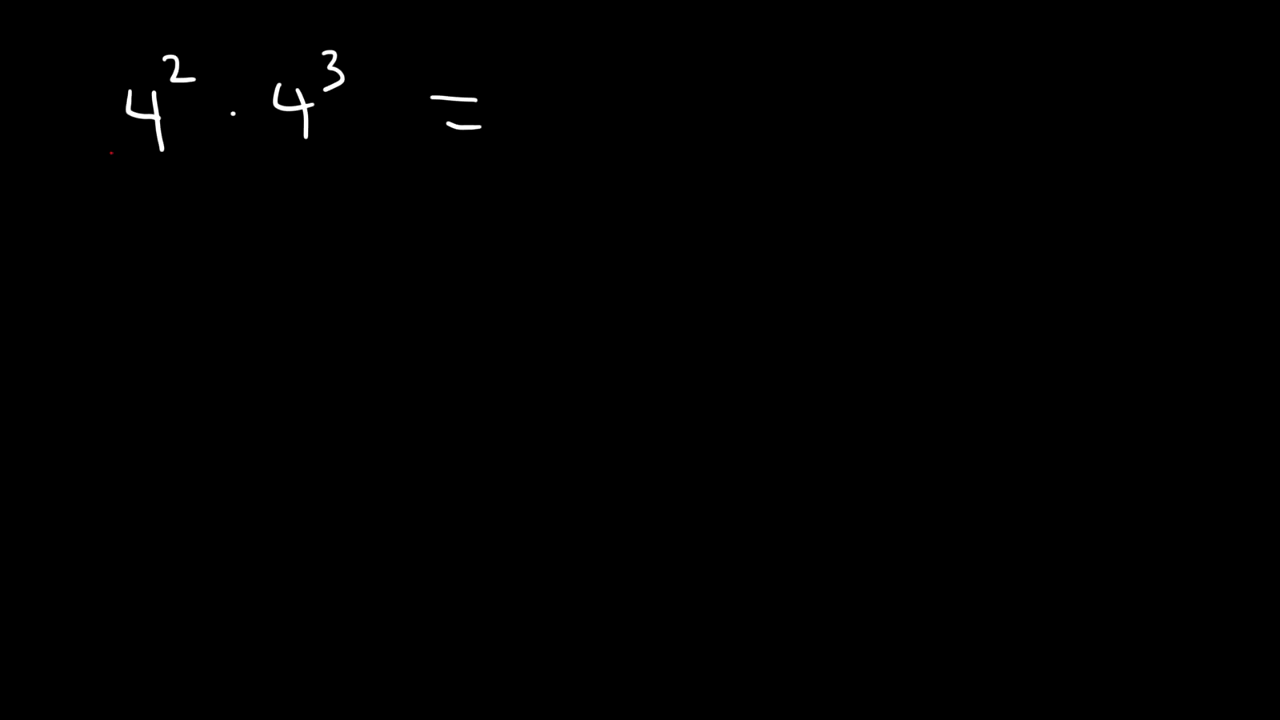 4² · 4³ =